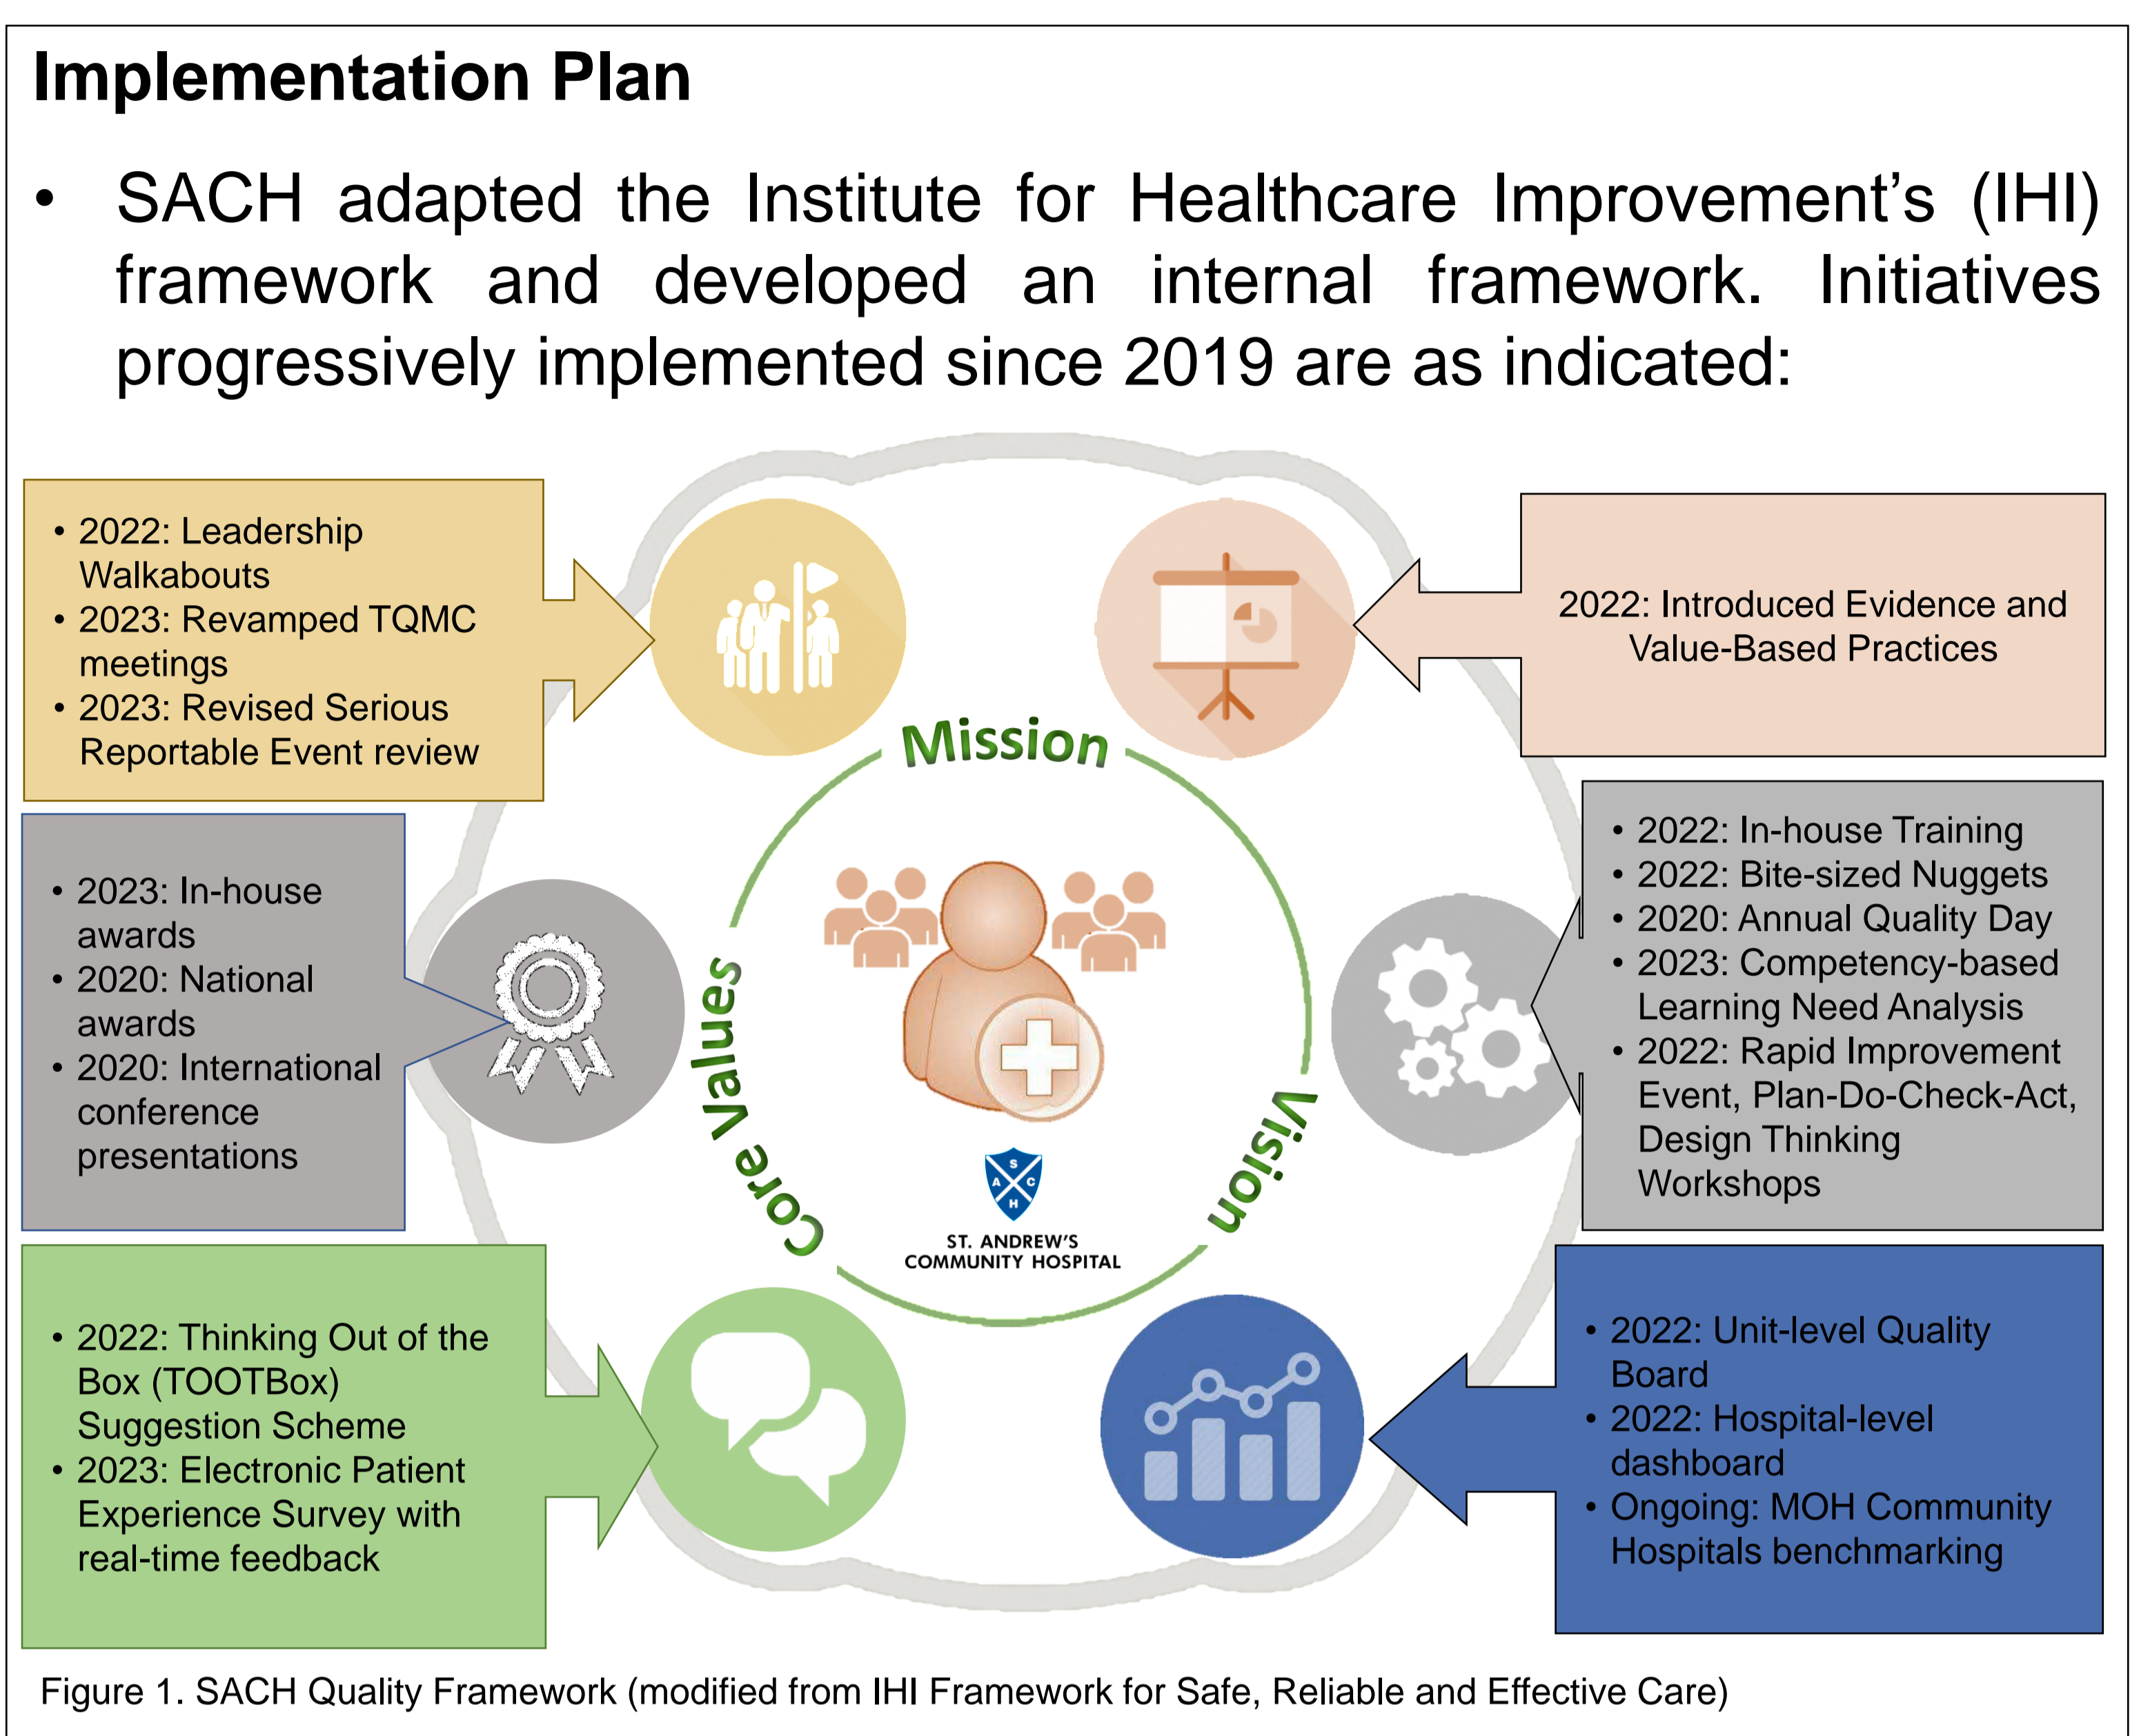 Implementation Plan
• SACH adapted the Institute for Healthcare Improvement’s (IHI)
framework and developed an internal framework. Initiatives
progressively implemented since 2019 are as indicated:
• 2022: Leadership
Walkabouts
• 2023: Revamped TQMC
meetings
• 2023: Revised Serious
Reportable Event review
2022: Introduced Evidence and
Value-Based Practices
• 2023: In-house
awards
• 2020: National
awards
• 2020: International
conference
presentations
• 2022: In-house Training
• 2022: Bite-sized Nuggets
• 2020: Annual Quality Day
• 2023: Competency-based
Learning Need Analysis
• 2022: Rapid Improvement
Event, Plan-Do-Check-Act,
Design Thinking
Workshops
Mission
Core Values
Vision
S
A C
H
ST. ANDREW’S
COMMUNITY HOSPITAL
• 2022: Thinking Out of the
Box (TOOTBox)
Suggestion Scheme
• 2023: Electronic Patient
Experience Survey with
real-time feedback
• 2022: Unit-level Quality
Board
• 2022: Hospital-level
dashboard
• Ongoing: MOH Community
Hospitals benchmarking
Figure 1. SACH Quality Framework (modified from IHI Framework for Safe, Reliable and Effective Care)